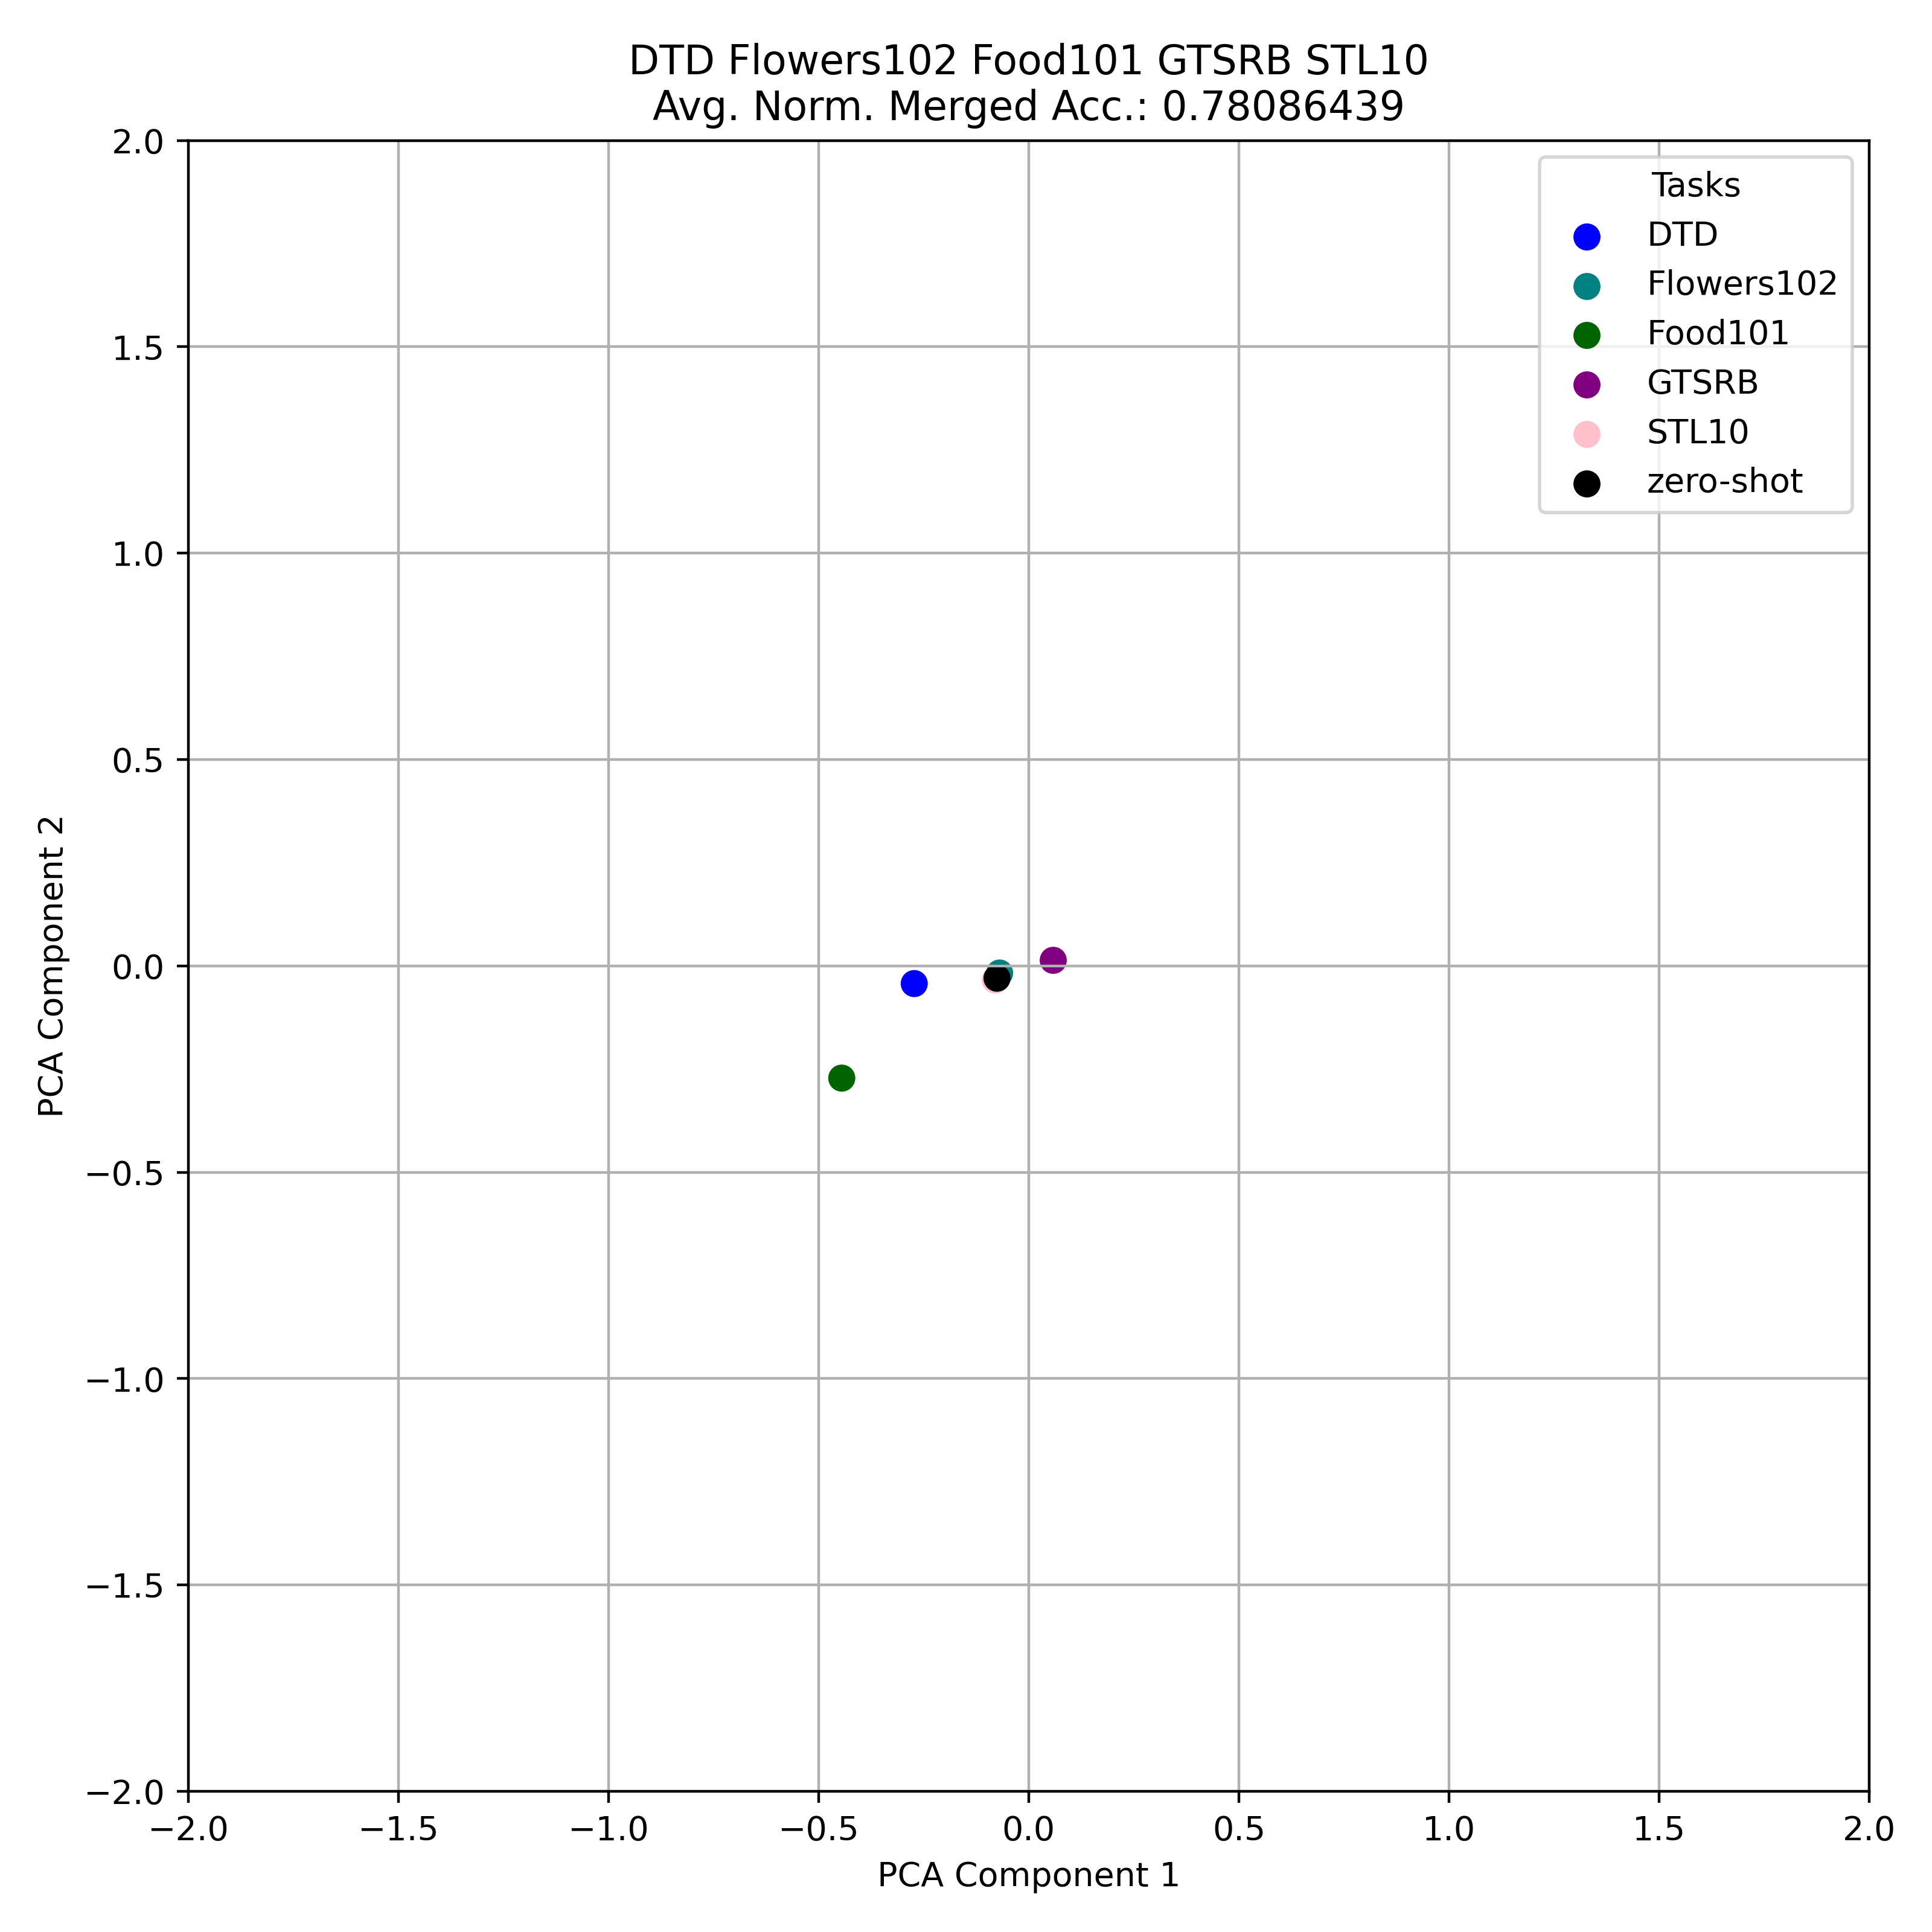 DTD Flowers102 Food101 GTSRB STL10
Avg. Norm. Merged Acc.: 0.78086439
Tasks
DTD
Flowers102
Food101
GTSRB
STL10
zero-shot
PCA Component 2
2.0
1.5
1.0
0.5
0.0
−0.5
−1.0
−1.5
−2.0
−2.0 −1.5 −1.0 −0.5 0.0 0.5 1.0 1.5 2.0
PCA Component 1